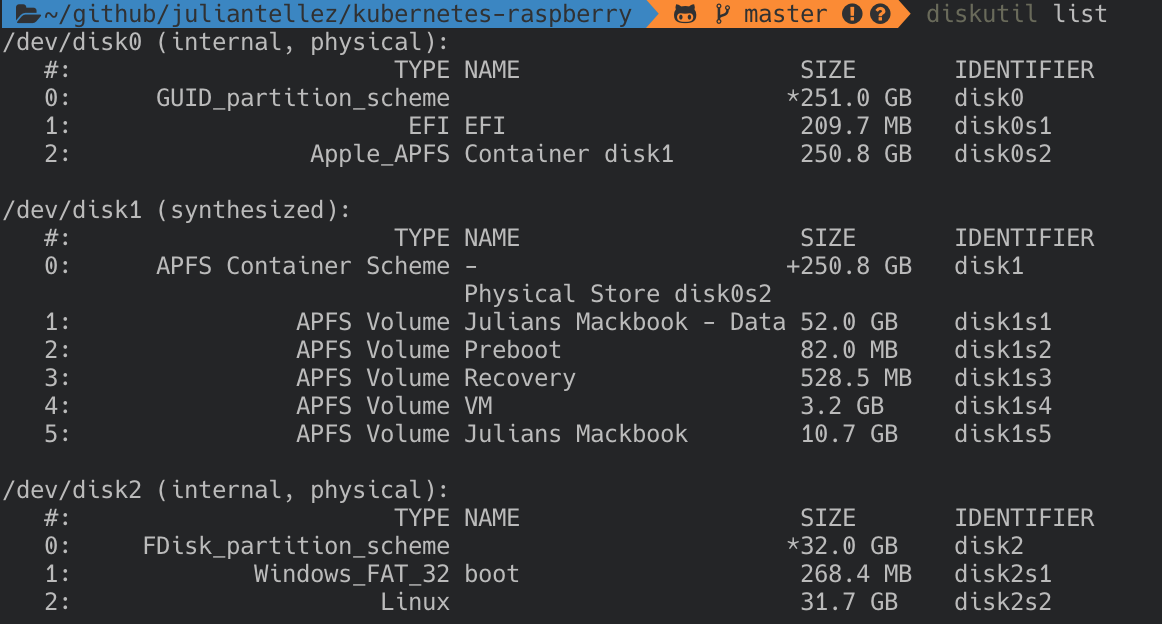 ~/github/juliantellez/kubernetes-raspberry master diskutil list
/dev/disk0 (internal, physical):
   #:                       TYPE NAME                    SIZE       IDENTIFIER
   0:      GUID_partition_scheme                        *251.0 GB   disk0
   1:                        EFI EFI                     209.7 MB   disk0s1
   2:                 Apple_APFS Container disk1         250.8 GB   disk0s2

/dev/disk1 (synthesized):
   #:                       TYPE NAME                    SIZE       IDENTIFIER
   0:      APFS Container Scheme -                      +250.8 GB   disk1
                                 Physical Store disk0s2
   1:                APFS Volume Julians Mackbook - Data 52.0 GB    disk1s1
   2:                APFS Volume Preboot                 82.0 MB    disk1s2
   3:                APFS Volume Recovery                528.5 MB   disk1s3
   4:                APFS Volume VM                      3.2 GB     disk1s4
   5:                APFS Volume Julians Mackbook        10.7 GB    disk1s5

/dev/disk2 (internal, physical):
   #:                       TYPE NAME                    SIZE       IDENTIFIER
   0:     FDisk_partition_scheme                        *32.0 GB    disk2
   1:             Windows_FAT_32 boot                    268.4 MB   disk2s1
   2:                      Linux                         31.7 GB    disk2s2